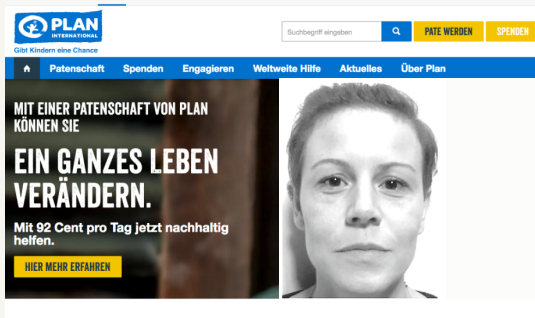 PLAN
INTERNATIONAL
Gibt Kindern eine Chance
Suchbegriff eingeben
PATE WERDEN
SPENDEN
Patenschaft Spenden Engagieren Weltweite Hilfe Aktuelles Über Plan
MIT EINER PATENSCHAFT VON PLAN
KÖNNEN SIE
EIN GANZES LEBEN
VERÄNDERN.
Mit 92 Cent pro Tag jetzt nachhaltig
helfen.
HIER MEHR ERFAHREN